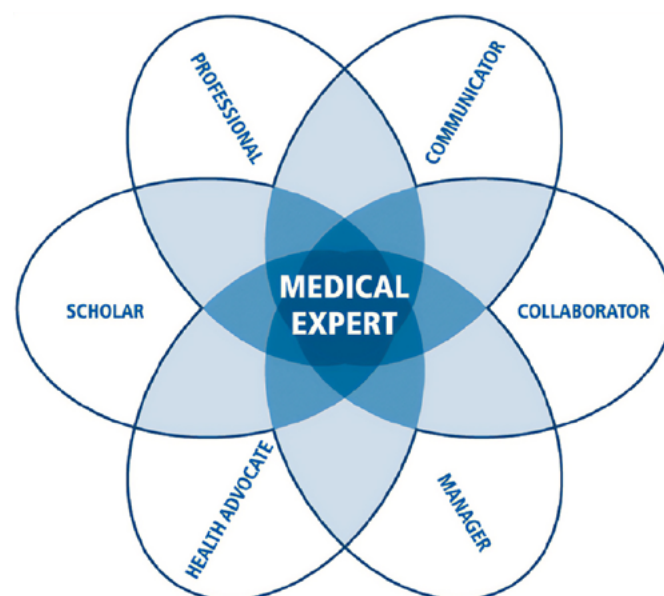 PROFESSIONAL
COMMUNICATOR
SCHOLAR
MEDICAL
EXPERT
COLLABORATOR
HEALTH ADVOCATE
MANAGER